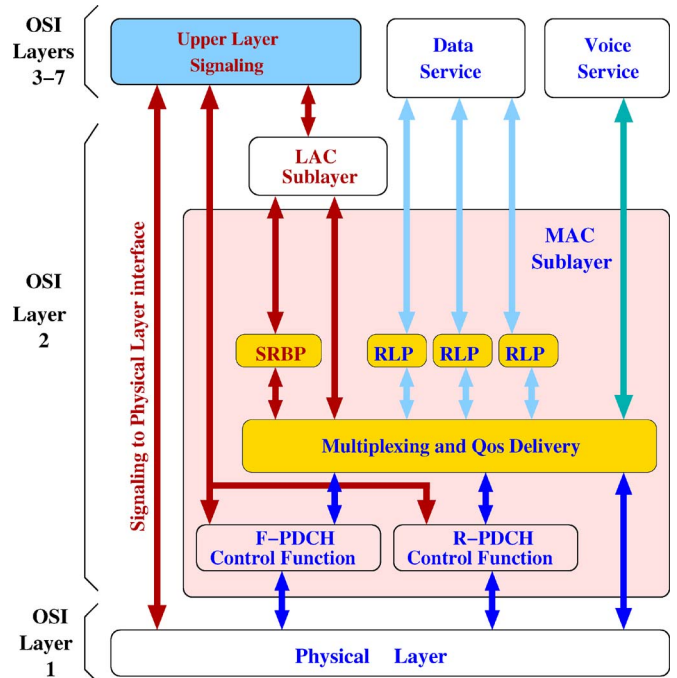 OSI
Layers
3–7
Upper Layer
Signaling
Data
Service
Voice
Service
LAC
Sublayer
MAC
Sublayer
OSI
Layer
2
Signaling to Physical Layer interface
SRBP
RLP
RLP
RLP
Multiplexing and Qos Delivery
F–PDCH
Control Function
R–PDCH
Control Function
OSI
Layer
1
Physical Layer